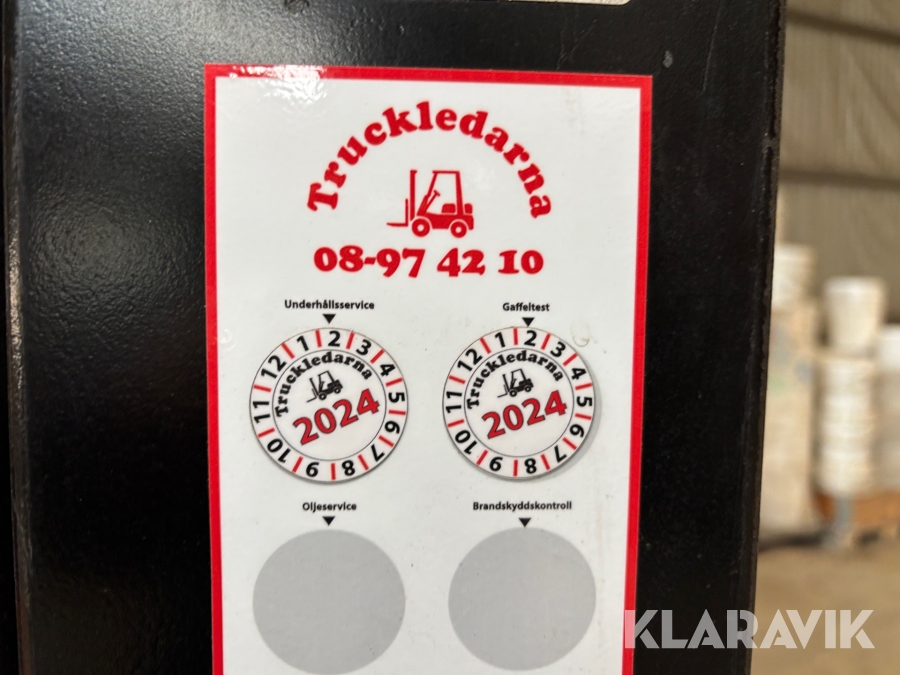 Truckledarna
08-97 42 10
Underhållsservice
Gaffeltest
1 2 3 4 5 6 7 8 9 10 11 12
Truckledarna
2024
1 2 3 4 5 6 7 8 9 10 11 12
Truckledarna
2024
Oljeservice
Brandskyddskontroll
KLARAVIK